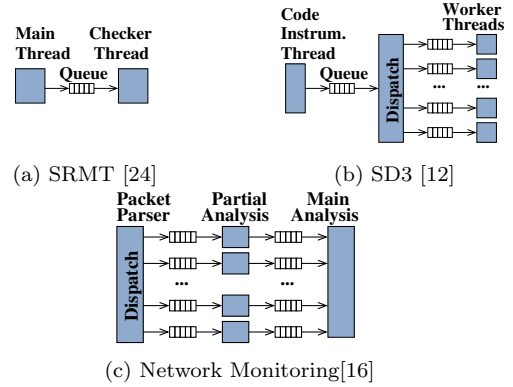 Main Thread
Checker Thread
Queue
(a) SRMT [24]
Code Instrum. Thread
Queue
Dispatch
Worker Threads
...
...
(b) SD3 [12]
Packet Parser
Partial Analysis
Main Analysis
Dispatch
...
...
(c) Network Monitoring[16]